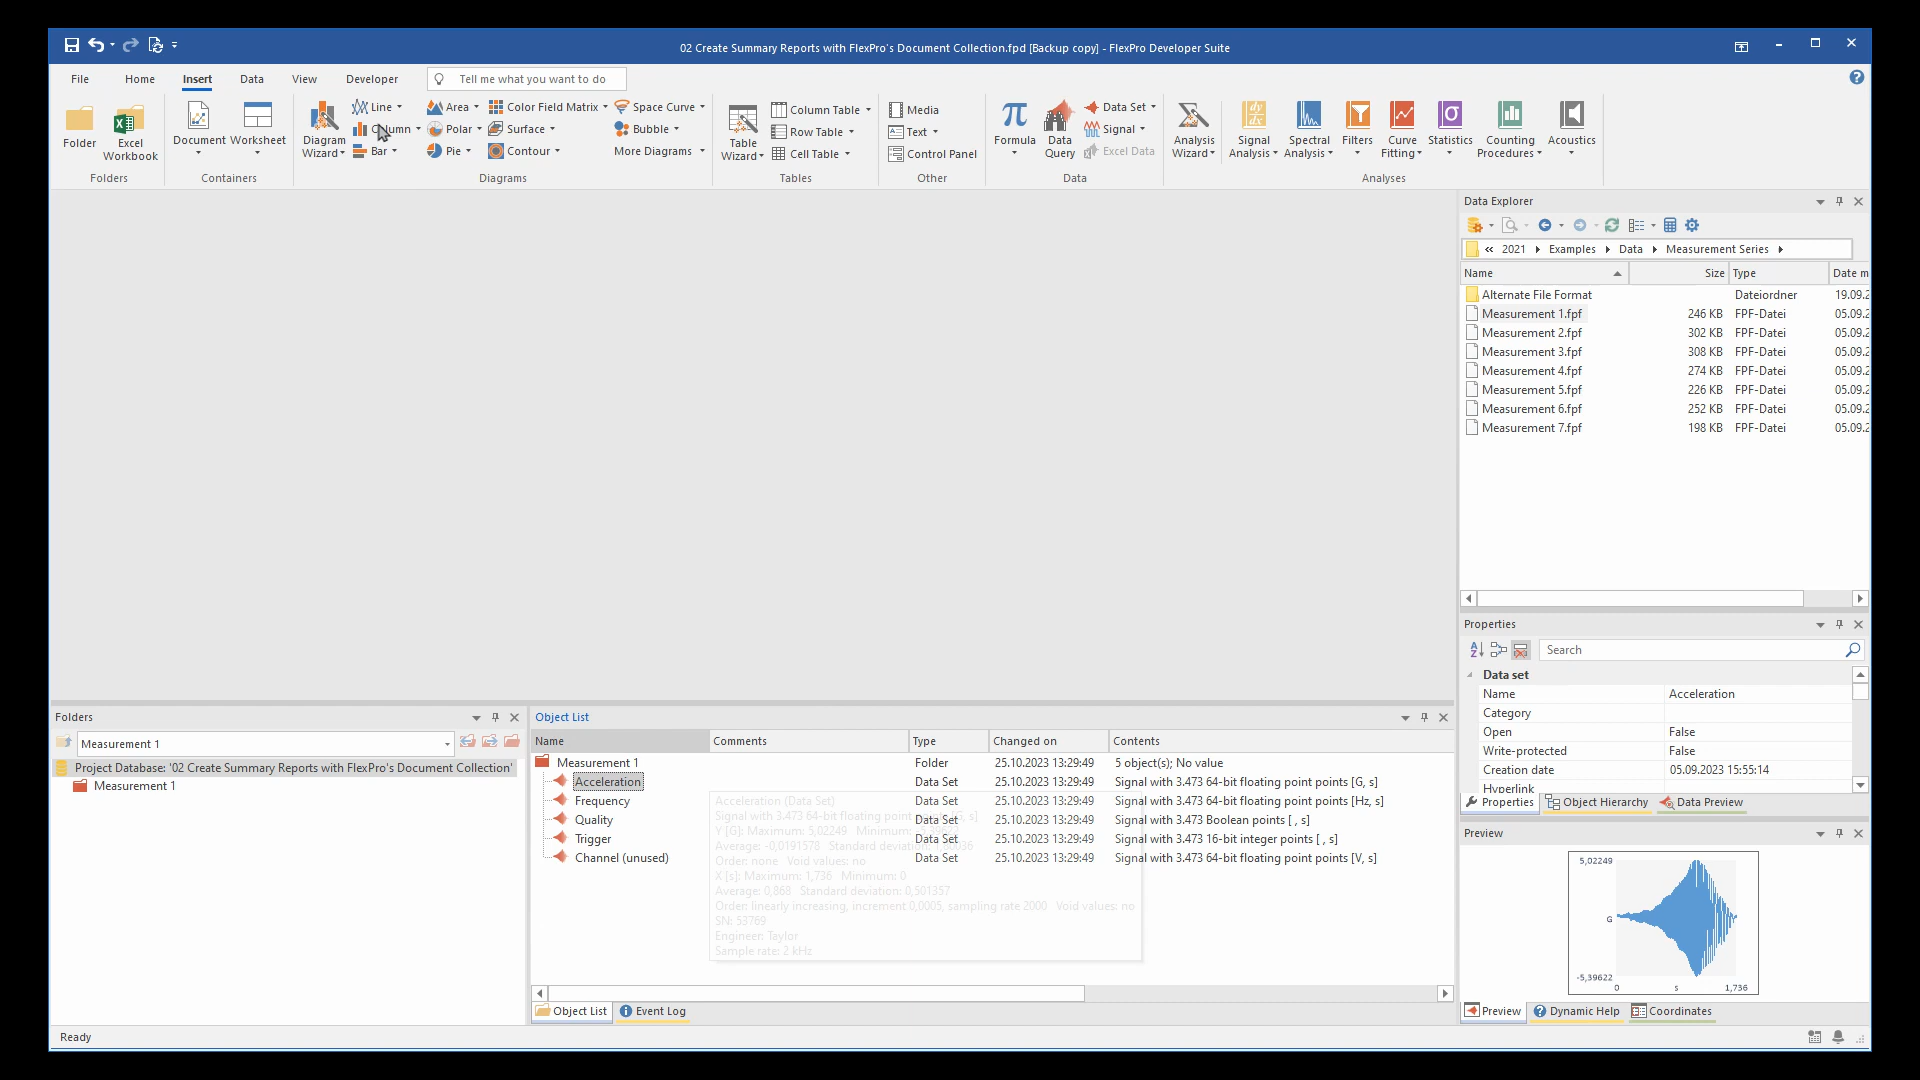 02 Create Summary Reports with FlexPro's Document Collection.fpd [Backup copy] - FlexPro Developer Suite
File Home Insert Data View Developer Tell me what you want to do
Folder
Excel Workbook
Folders
Document
Worksheet
Containers
Diagram Wizard
Line Area Color Field Matrix Space Curve
Column Polar Surface Bubble
Bar Pie Contour More Diagrams
Diagrams
Table Wizard
Column Table
Row Table
Cell Table
Tables
Media
Text
Control Panel
Other
Formula
Data Query
Data Set
Signal
Excel Data
Data
Analysis Wizard
Signal Analysis
Spectral Analysis
Filters
Curve Fitting
Statistics
Counting Procedures
Acoustics
Analyses
Data Explorer
« 2021 Examples Data Measurement Series
Name Size Type Date m
Alternate File Format Dateiordner 19.09.2
Measurement 1.fpf 246 KB FPF-Datei 05.09.2
Measurement 2.fpf 302 KB FPF-Datei 05.09.2
Measurement 3.fpf 308 KB FPF-Datei 05.09.2
Measurement 4.fpf 274 KB FPF-Datei 05.09.2
Measurement 5.fpf 226 KB FPF-Datei 05.09.2
Measurement 6.fpf 252 KB FPF-Datei 05.09.2
Measurement 7.fpf 198 KB FPF-Datei 05.09.2
Properties
Search
Data set
Name Acceleration
Category
Open False
Write-protected False
Creation date 05.09.2023 15:55:14
Hyperlink
Properties Object Hierarchy Data Preview
Preview
5,02249
G
-5,39622
0 s 1,736
Preview Dynamic Help Coordinates
Folders
Measurement 1
Project Database: '02 Create Summary Reports with FlexPro's Document Collection'
Measurement 1
Object List
Name Comments Type Changed on Contents
Measurement 1 Folder 25.10.2023 13:29:49 5 object(s); No value
Acceleration Data Set 25.10.2023 13:29:49 Signal with 3.473 64-bit floating point points [G, s]
Frequency Data Set 25.10.2023 13:29:49 Signal with 3.473 64-bit floating point points [Hz, s]
Quality Data Set 25.10.2023 13:29:49 Signal with 3.473 Boolean points [ , s]
Trigger Data Set 25.10.2023 13:29:49 Signal with 3.473 16-bit integer points [ , s]
Channel (unused) Data Set 25.10.2023 13:29:49 Signal with 3.473 64-bit floating point points [V, s]
Acceleration (Data Set)
Signal with 3.473 64-bit floating point points [G, s]
Y [G]: Maximum: 5,02249 Minimum: -5,39622
Average: -0,0191578 Standard deviation:
Order: none Void values: no
X [s]: Maximum: 1,736 Minimum: 0
Average: 0,868 Standard deviation: 0,501357
Order: linearly increasing, increment 0,0005, sampling rate 2000 Void values: no
SN: 53769
Engineer: Taylor
Sample rate: 2 kHz
Object List Event Log
Ready